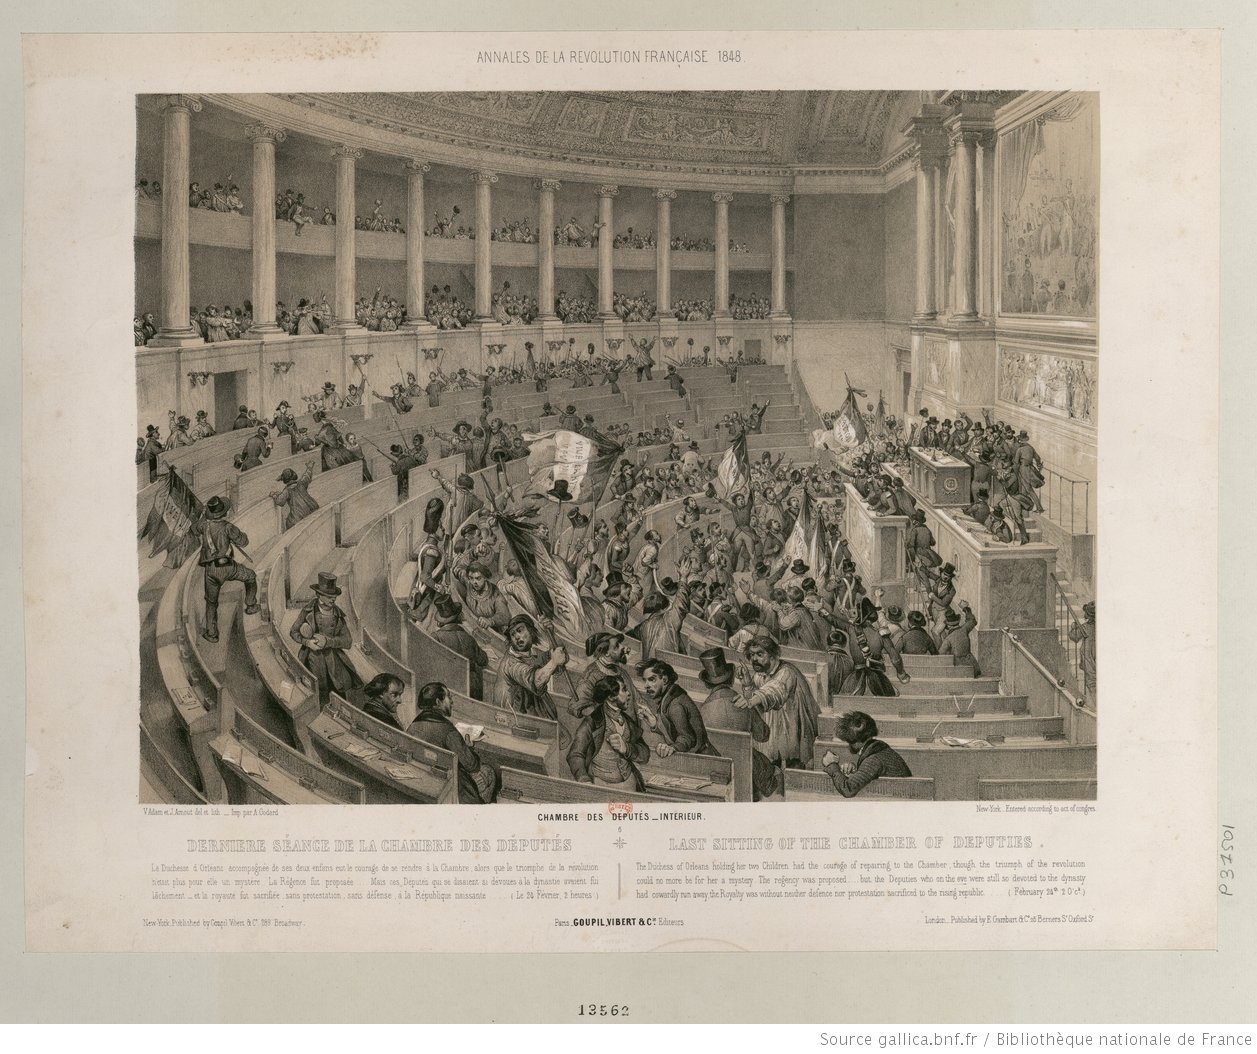 ANNALES DE LA REVOLUTION FRANÇAISE 1848.
V. Adam et J. Arnout del et lith. _ Imp. par A. Godard
New-York. Entered according to act of congres.
CHAMBRE DES DEPUTÉS _ INTÉRIEUR.
6
DERNIERE SÉANCE DE LA CHAMBRE DES DÉPUTÉS
LAST SITTING OF THE CHAMBER OF DEPUTIES.
La Duchesse d'Orleans accompagnée de ses deux enfans eut le courage de se rendre à la Chambre, alors que le triomphe de la révolution
n'etait plus pour elle un mystère. La Régence fut proposée . . . Mais ces Députés qui se disaient si dévoués à la dynastie avaient fui
lâchement _ et la royauté fut sacrifiée, sans protestation, sans défense, à la République naissante . . . . ( Le 24 Février, 2 heures )
The Duchess of Orleans holding her two Children had the courage of repairing to the Chamber, though the triumph of the revolution
could no more be for her a mystery. The regency was proposed . . . but the Deputies who on the eve were still so devoted to the dynasty
had cowardly run away, the Royalty was without neither defence nor protestation sacrificed to the rising republic . . . ( February 24th 2 O'c^k )
New-York. Published by Goupil Vibert & C° 289 Broadway.
Paris _ GOUPIL, VIBERT & Cie Editeurs
London _ Published by E. Gambart & C° 25 Berners St Oxford St
P 37501
13562
Source gallica.bnf.fr / Bibliothèque nationale de France